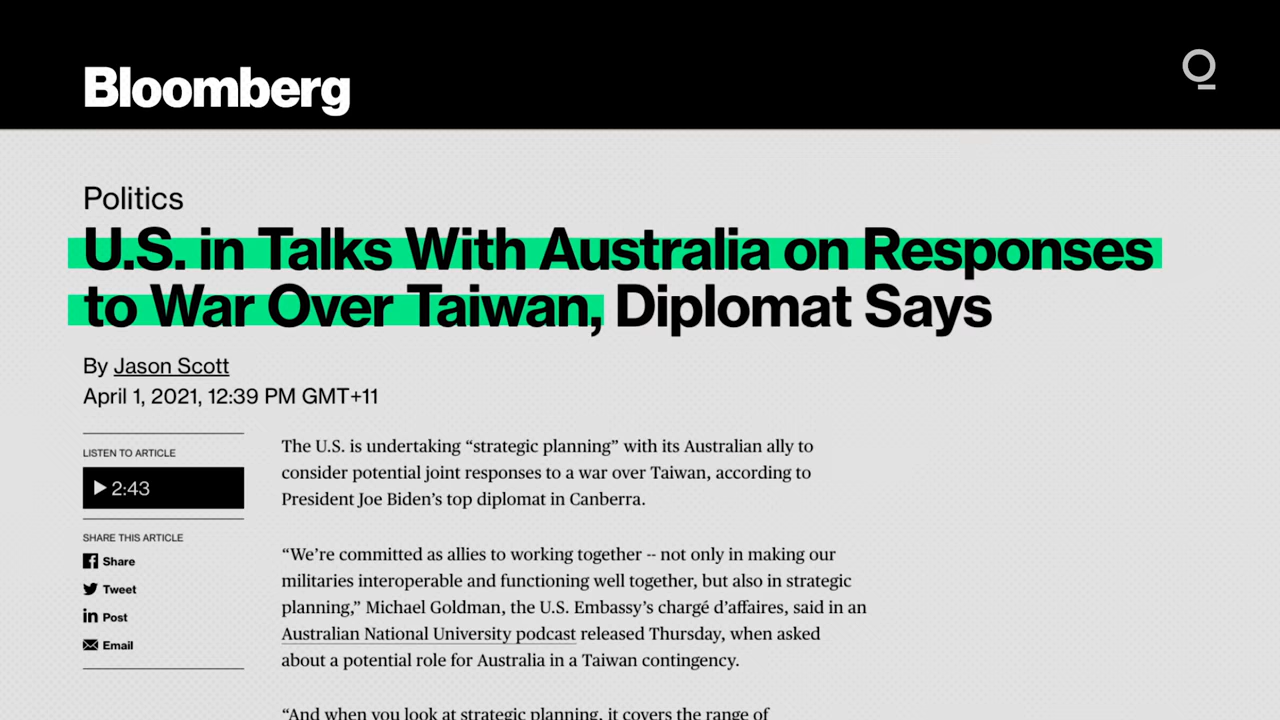 Bloomberg
Politics
U.S. in Talks With Australia on Responses
to War Over Taiwan, Diplomat Says
By Jason Scott
April 1, 2021, 12:39 PM GMT+11
LISTEN TO ARTICLE
2:43
SHARE THIS ARTICLE
Share
Tweet
Post
Email
The U.S. is undertaking “strategic planning” with its Australian ally to
consider potential joint responses to a war over Taiwan, according to
President Joe Biden’s top diplomat in Canberra.
“We’re committed as allies to working together -- not only in making our
militaries interoperable and functioning well together, but also in strategic
planning,” Michael Goldman, the U.S. Embassy’s chargé d’affaires, said in an
Australian National University podcast released Thursday, when asked
about a potential role for Australia in a Taiwan contingency.
“And when you look at strategic planning, it covers the range of